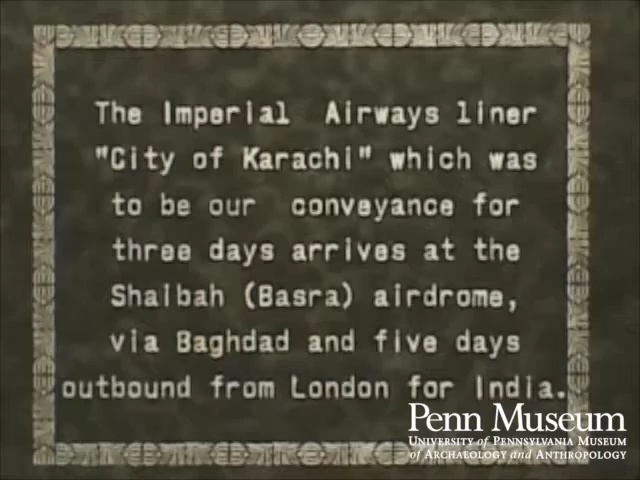 The Imperial Airways liner
"City of Karachi" which was
to be our conveyance for
three days arrives at the
Shaibah (Basra) airdrome,
via Baghdad and five days
outbound from London for India.
Penn Museum
UNIVERSITY of PENNSYLVANIA MUSEUM
of ARCHAEOLOGY and ANTHROPOLOGY